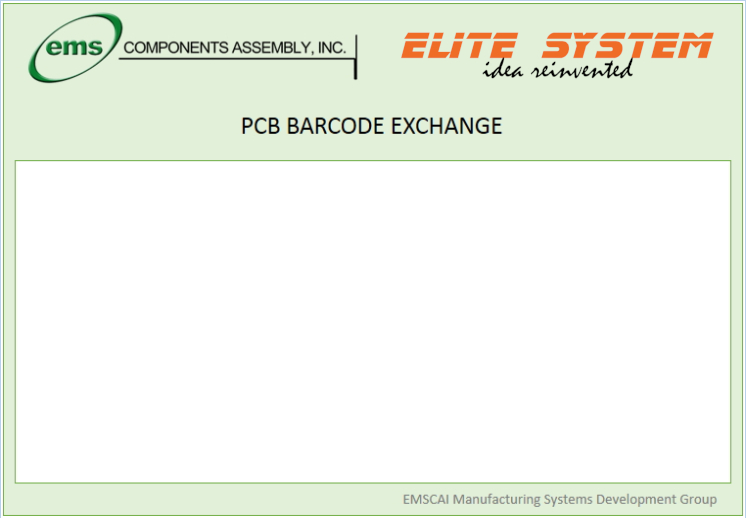 ems COMPONENTS ASSEMBLY, INC.
ELITE SYSTEM
idea reinvented
PCB BARCODE EXCHANGE
EMSCAI Manufacturing Systems Development Group